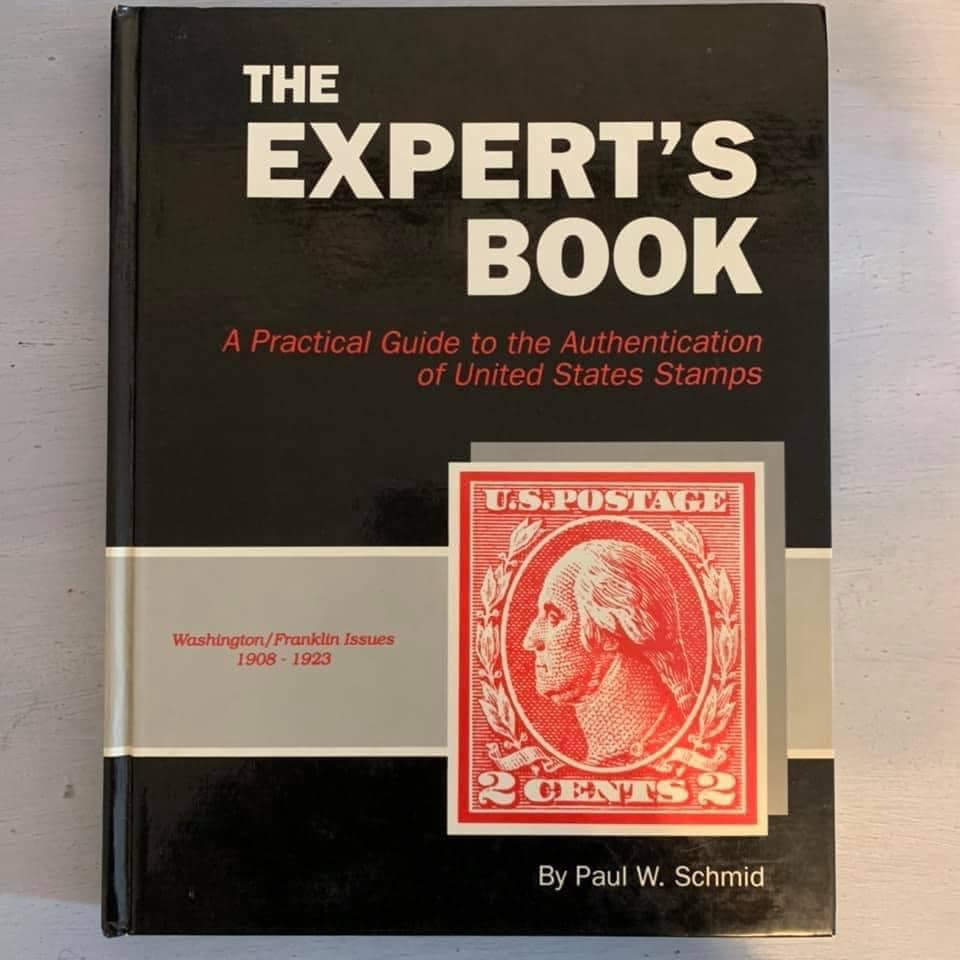 THE
EXPERT'S
BOOK
A Practical Guide to the Authentication
of United States Stamps
U.S.POSTAGE
Washington/Franklin Issues
1908 - 1923
2 CENTS 2
By Paul W. Schmid